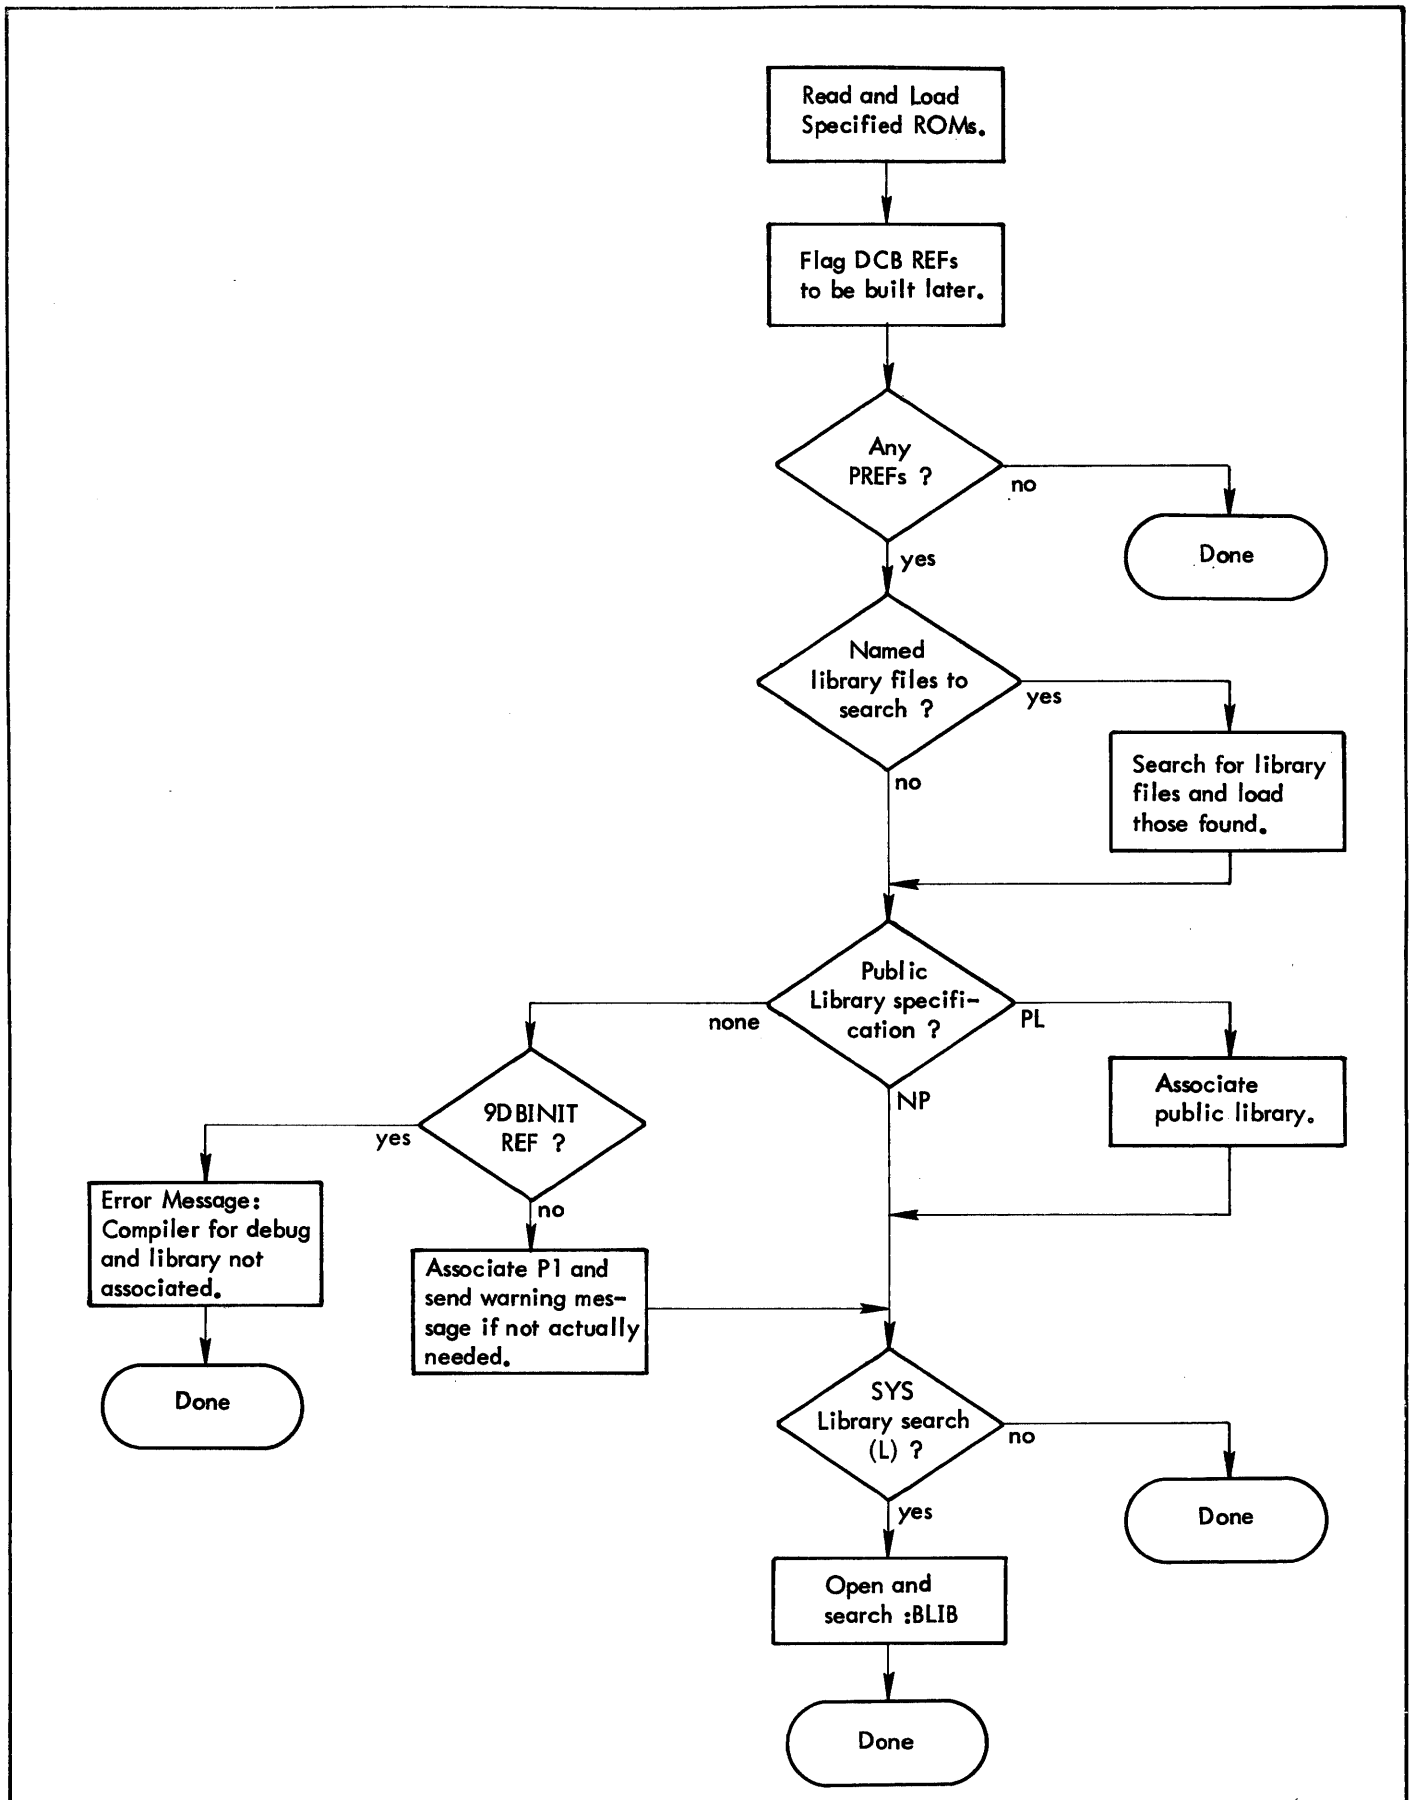 Read and Load
Specified ROMs.
Flag DCB REFs
to be built later.
Any
PREFs ?
no
Done
yes
Named
library files to
search ?
yes
Search for library
files and load
those found.
no
Public
Library specifi-
cation ?
none
PL
NP
Associate
public library.
9DBINIT
REF ?
yes
no
Error Message:
Compiler for debug
and library not
associated.
Associate P1 and
send warning mes-
sage if not actually
needed.
Done
SYS
Library search
(L) ?
no
Done
yes
Open and
search :BLIB
Done